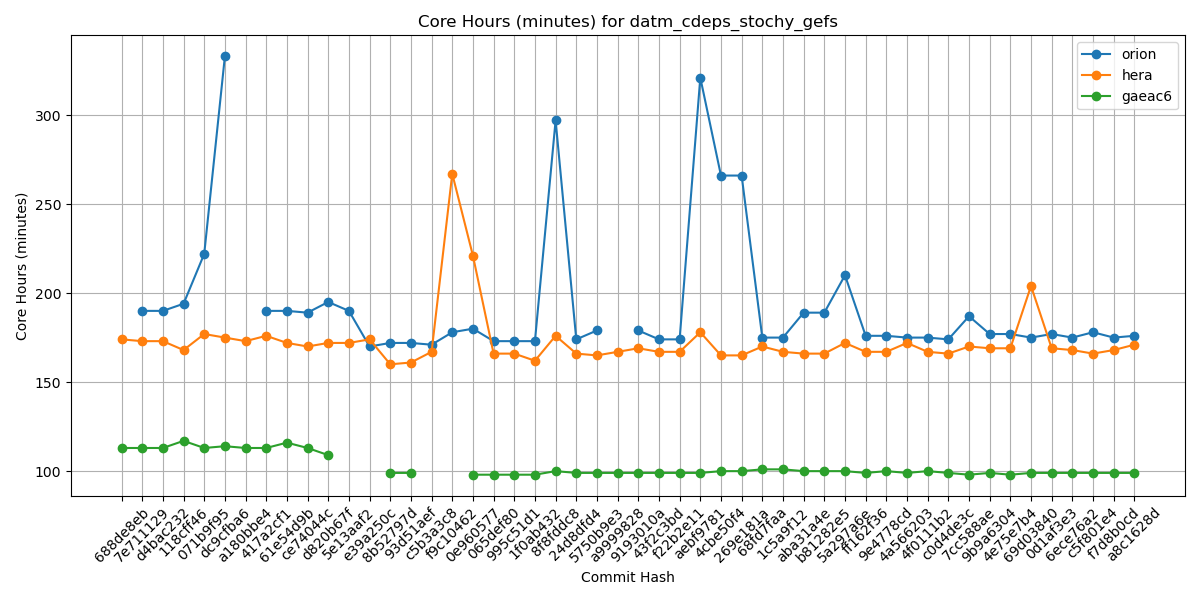 Core Hours (minutes) for datm_cdeps_stochy_gefs
orion
hera
gaeac6
Core Hours (minutes)
300
250
200
150
100
688de8eb
7e711129
d4bac232
118cff46
071b9f95
dc9cfba6
a180bbe4
417a2cf1
61e54d9b
ce74044c
d820b67f
5e13aaf2
e39a250c
8b52797d
93d51aef
c5b3a3c8
f9c10462
0e960577
065def80
995c51d1
1f0ab432
8f8fdfdc8
24d8dfd4
5750b9e3
a9999828
9193010a
43f253bd
f22b2e11
aebf9781
4cbe50f4
269e181a
68fd7faa
1c5a9f12
aba31a4e
b81282e5
5a297a6e
ff162f36
9e4778cd
4a566203
4f011b2
c0d4de3c
7cc588ae
9b9a6304
4e75e7b4
69d03840
0d1af3e3
6ece76a2
c5f801e4
f7d8b0cd
a8c1628d
Commit Hash